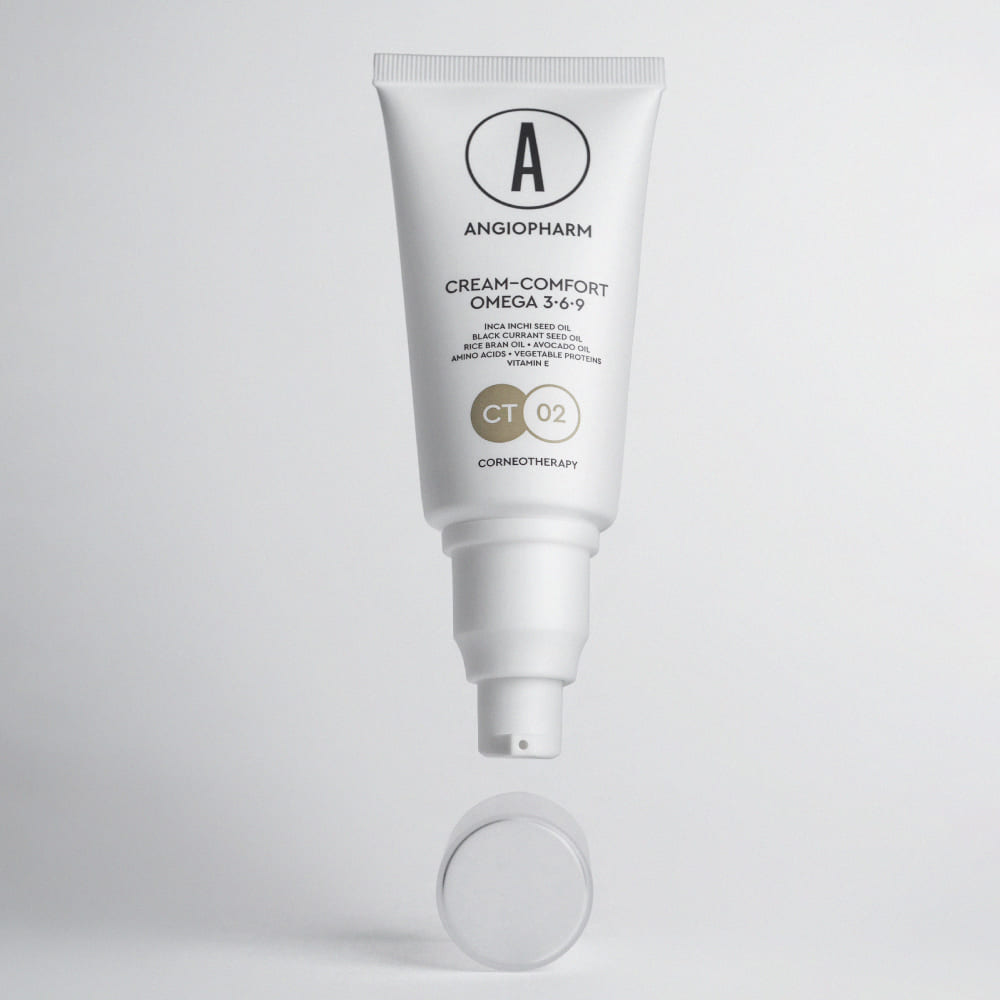 A
ANGIOPHARM
CREAM-COMFORT
OMEGA 3·6·9
INCA INCHI SEED OIL
BLACK CURRANT SEED OIL
RICE BRAN OIL • AVOCADO OIL
AMINO ACIDS • VEGETABLE PROTEINS
VITAMIN E
CT 02
CORNEOTHERAPY